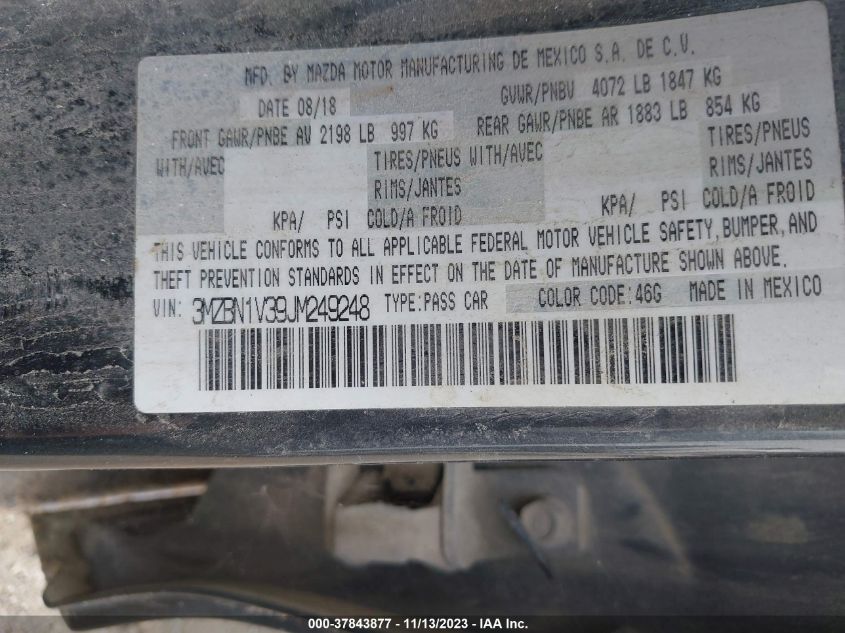 MFD. BY MAZDA MOTOR MANUFACTURING DE MEXICO S.A. DE C.V.
DATE 08/18 GVWR/PNBV 4072 LB 1847 KG
FRONT GAWR/PNBE AV 2198 LB 997 KG REAR GAWR/PNBE AR 1883 LB 854 KG
WITH/AVEC TIRES/PNEUS WITH/AVEC TIRES/PNEUS
RIMS/JANTES RIMS/JANTES
KPA/ PSI COLD/A FROID KPA/ PSI COLD/A FROID
THIS VEHICLE CONFORMS TO ALL APPLICABLE FEDERAL MOTOR VEHICLE SAFETY, BUMPER, AND
THEFT PREVENTION STANDARDS IN EFFECT ON THE DATE OF MANUFACTURE SHOWN ABOVE.
VIN: 3MZBN1V39JM249248 TYPE:PASS CAR COLOR CODE:46G MADE IN MEXICO
000-37843877 - 11/13/2023 - IAA Inc.